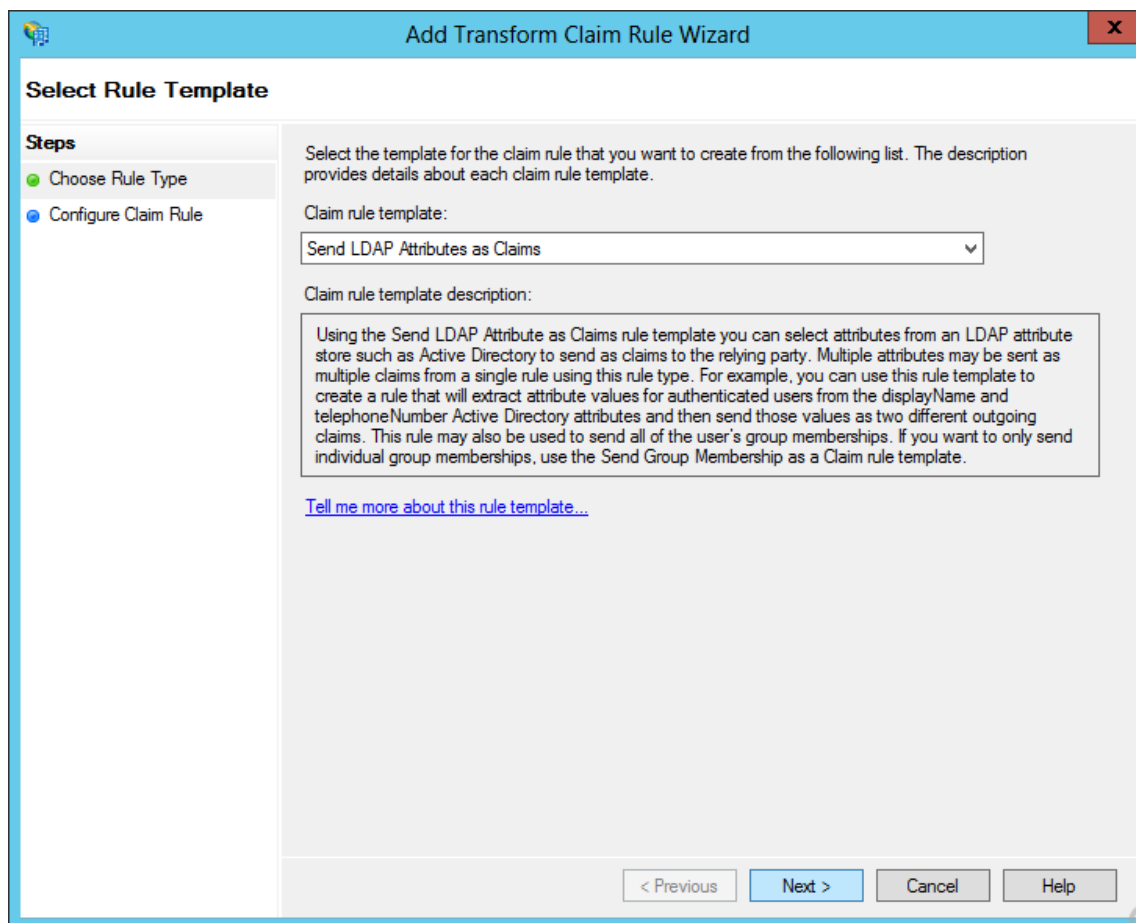 Add Transform Claim Rule Wizard
x
Select Rule Template
Steps
Choose Rule Type
Configure Claim Rule
Select the template for the claim rule that you want to create from the following list. The description
provides details about each claim rule template.
Claim rule template:
Send LDAP Attributes as Claims
Claim rule template description:
Using the Send LDAP Attribute as Claims rule template you can select attributes from an LDAP attribute
store such as Active Directory to send as claims to the relying party. Multiple attributes may be sent as
multiple claims from a single rule using this rule type. For example, you can use this rule template to
create a rule that will extract attribute values for authenticated users from the displayName and
telephoneNumber Active Directory attributes and then send those values as two different outgoing
claims. This rule may also be used to send all of the user's group memberships. If you want to only send
individual group memberships, use the Send Group Membership as a Claim rule template.
Tell me more about this rule template...
< Previous
Next >
Cancel
Help